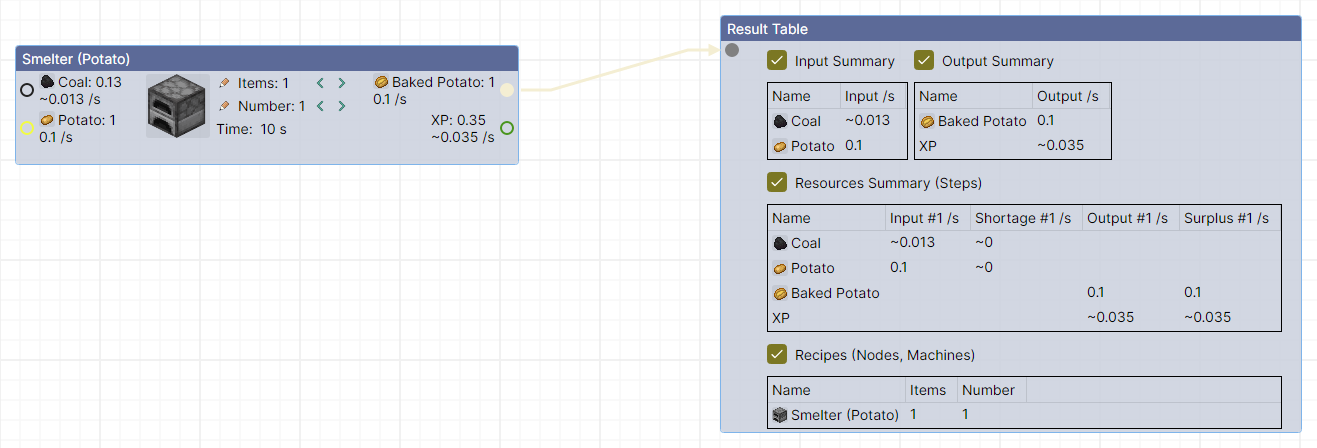 Smelter (Potato)
Coal: 0.13
~0.013 /s
Potato: 1
0.1 /s
Items: 1
Number: 1
Time: 10 s
Baked Potato: 1
0.1 /s
XP: 0.35
~0.035 /s
Result Table
Input Summary
Output Summary
Name Input /s
Coal ~0.013
Potato 0.1
Name Output /s
Baked Potato 0.1
XP ~0.035
Resources Summary (Steps)
Name Input #1 /s Shortage #1 /s Output #1 /s Surplus #1 /s
Coal ~0.013 ~0
Potato 0.1 ~0
Baked Potato 0.1 0.1
XP ~0.035 ~0.035
Recipes (Nodes, Machines)
Name Items Number
Smelter (Potato) 1 1